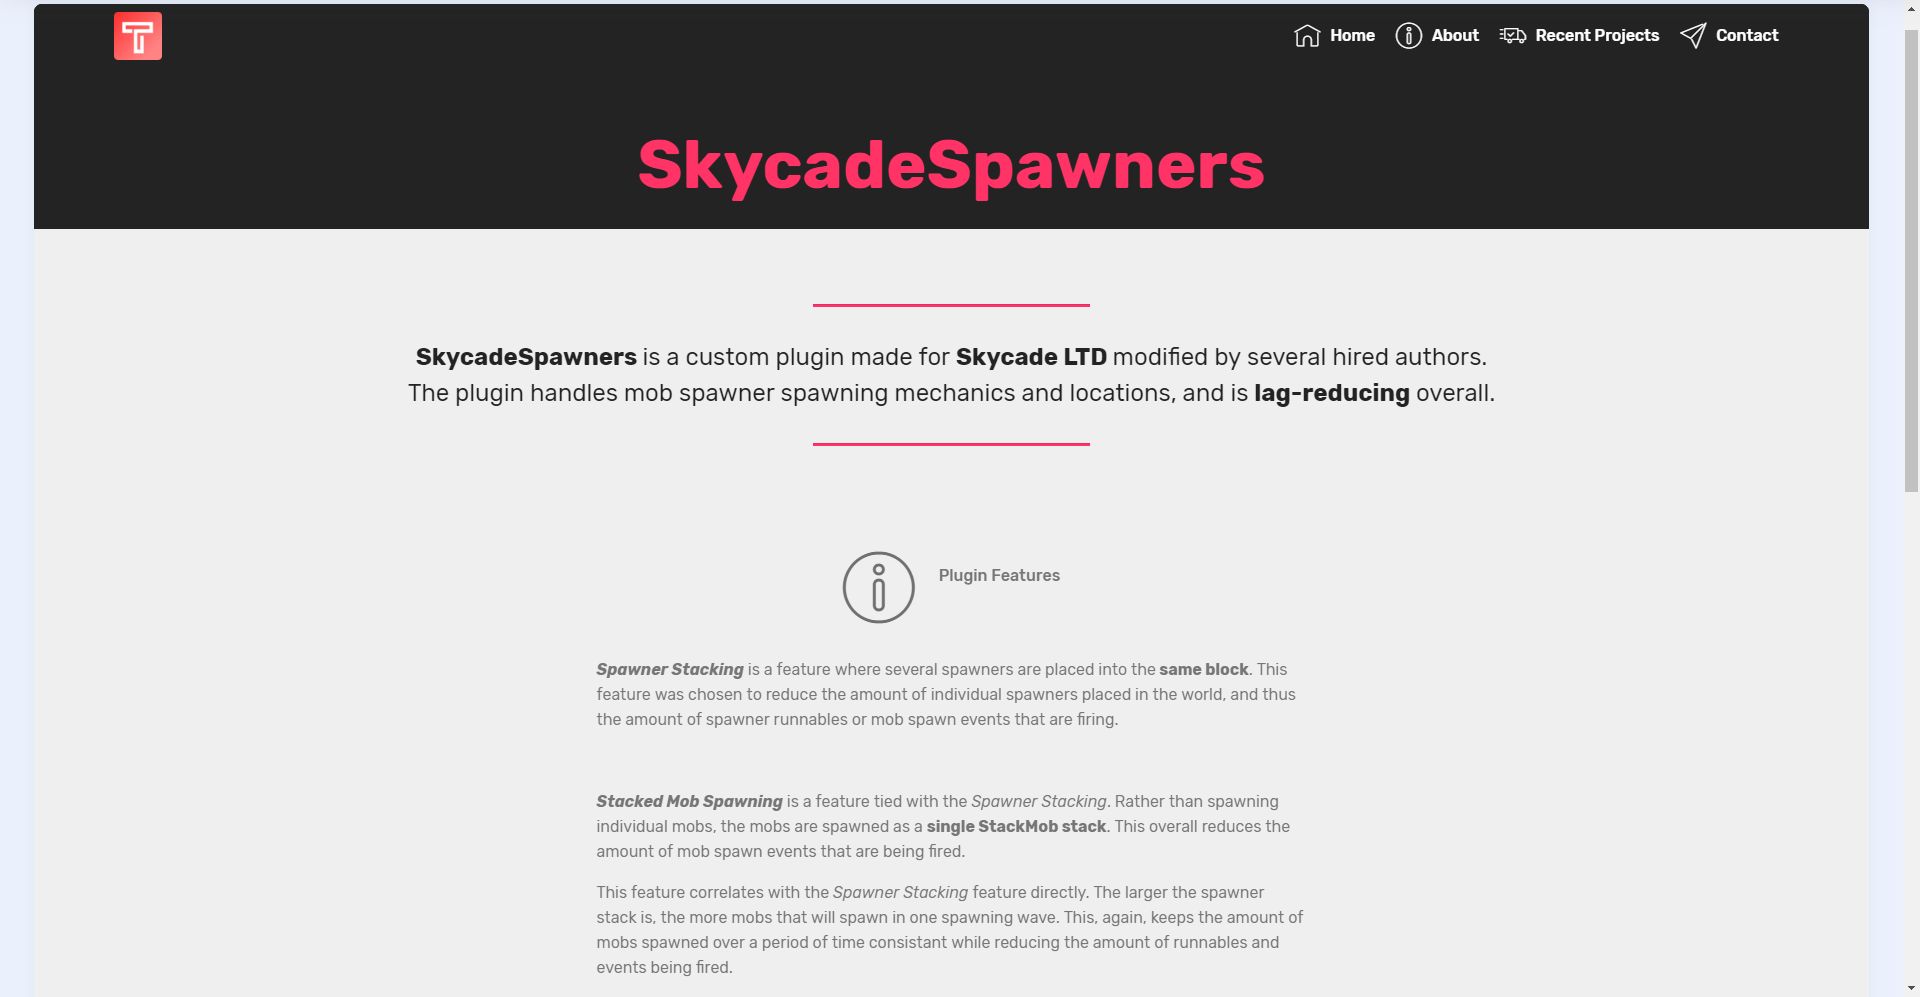 T
Home
About
Recent Projects
Contact
SkycadeSpawners
SkycadeSpawners is a custom plugin made for Skycade LTD modified by several hired authors.
The plugin handles mob spawner spawning mechanics and locations, and is lag-reducing overall.
Plugin Features
Spawner Stacking is a feature where several spawners are placed into the same block. This
feature was chosen to reduce the amount of individual spawners placed in the world, and thus
the amount of spawner runnables or mob spawn events that are firing.
Stacked Mob Spawning is a feature tied with the Spawner Stacking. Rather than spawning
individual mobs, the mobs are spawned as a single StackMob stack. This overall reduces the
amount of mob spawn events that are being fired.
This feature correlates with the Spawner Stacking feature directly. The larger the spawner
stack is, the more mobs that will spawn in one spawning wave. This, again, keeps the amount of
mobs spawned over a period of time consistant while reducing the amount of runnables and
events being fired.